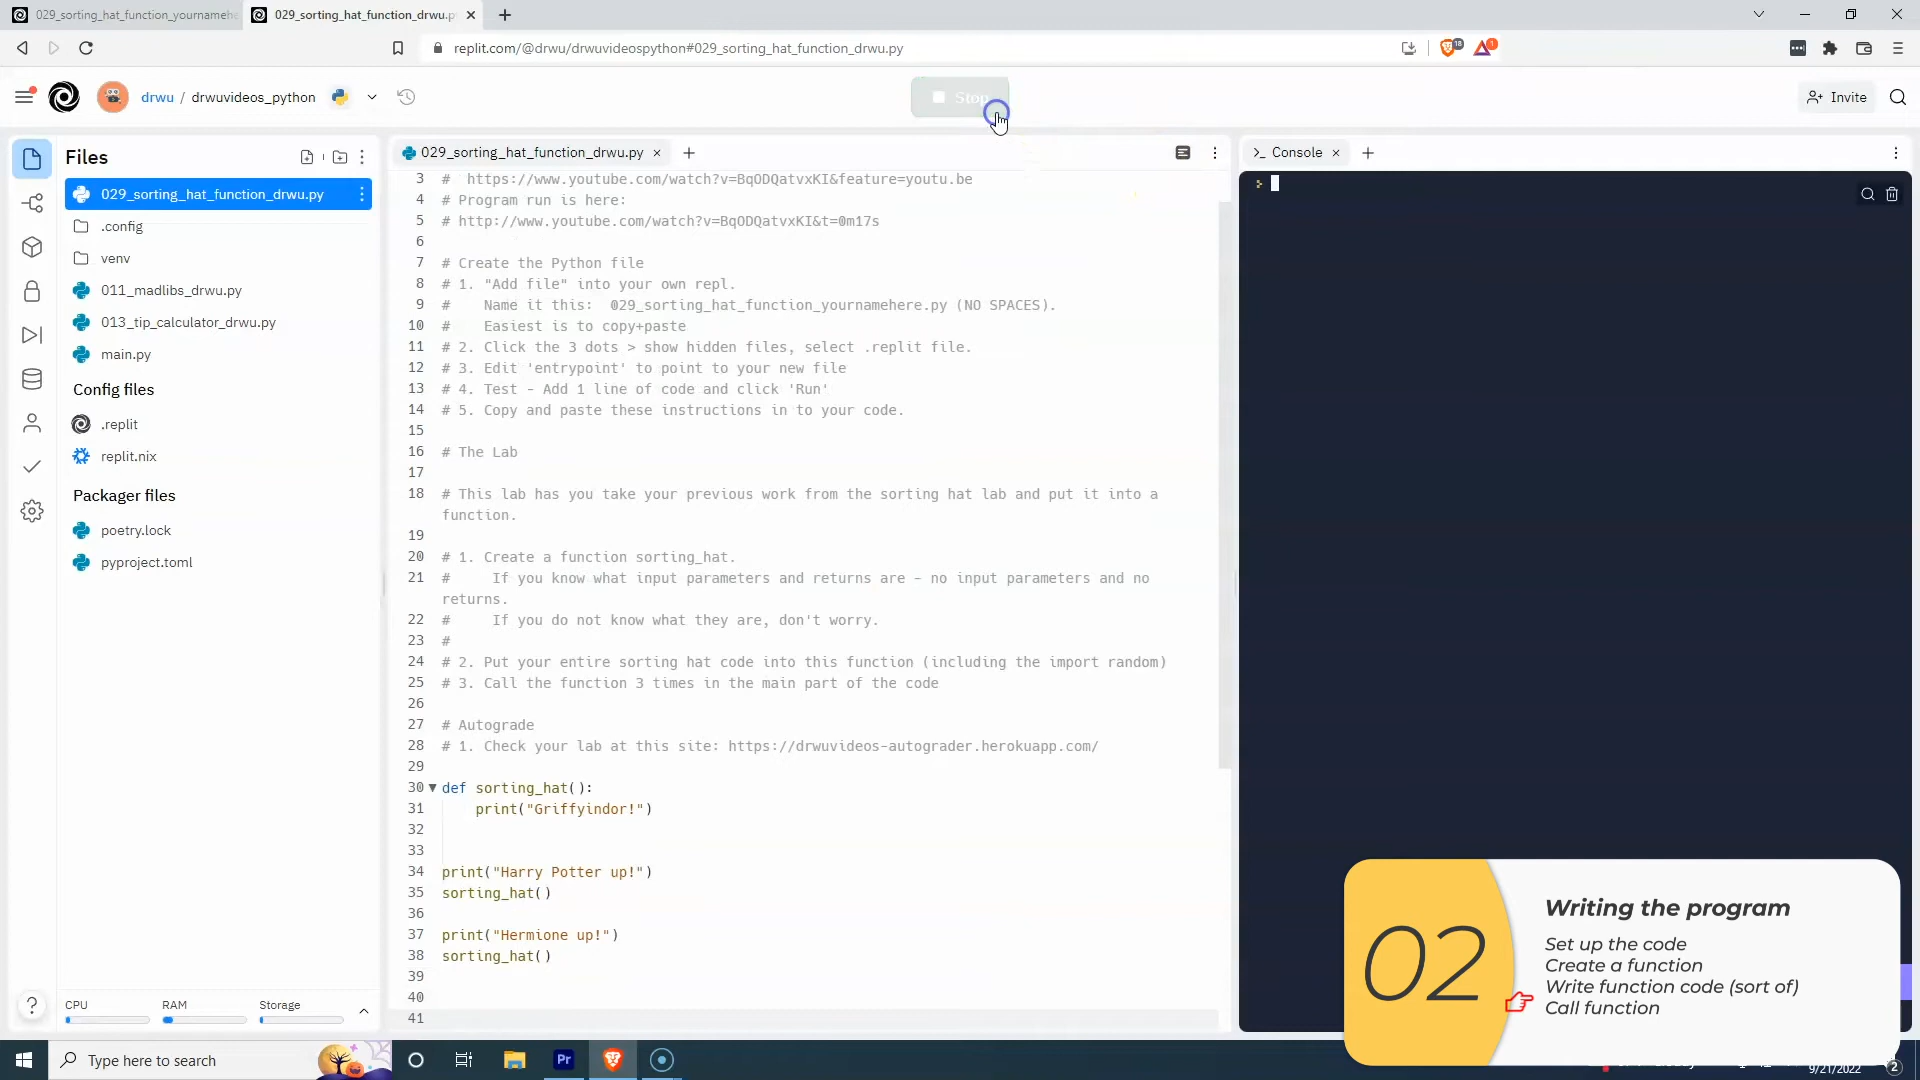 029_sorting_hat_function_yourname
029_sorting_hat_function_drwu.py
replit.com/@drwu/drwuvideospython#029_sorting_hat_function_drwu.py
18
1
drwu / drwuvideos_python
Stop
Invite
Files
029_sorting_hat_function_drwu.py
.config
venv
011_madlibs_drwu.py
013_tip_calculator_drwu.py
main.py
Config files
.replit
replit.nix
Packager files
poetry.lock
pyproject.toml
CPU
RAM
Storage
029_sorting_hat_function_drwu.py
3 #  https://www.youtube.com/watch?v=BqODQatvxKI&feature=youtu.be
4 # Program run is here:
5 # http://www.youtube.com/watch?v=BqODQatvxKI&t=0m17s
6
7 # Create the Python file
8 # 1. "Add file" into your own repl.
9 #    Name it this:  029_sorting_hat_function_yournamehere.py (NO SPACES).
10 #    Easiest is to copy+paste
11 # 2. Click the 3 dots > show hidden files, select .replit file.
12 # 3. Edit 'entrypoint' to point to your new file
13 # 4. Test - Add 1 line of code and click 'Run'
14 # 5. Copy and paste these instructions in to your code.
15
16 # The Lab
17
18 # This lab has you take your previous work from the sorting hat lab and put it into a
function.
19
20 # 1. Create a function sorting_hat.
21 #     If you know what input parameters and returns are - no input parameters and no
returns.
22 #     If you do not know what they are, don't worry.
23 #
24 # 2. Put your entire sorting hat code into this function (including the import random)
25 # 3. Call the function 3 times in the main part of the code
26
27 # Autograde
28 # 1. Check your lab at this site: https://drwuvideos-autograder.herokuapp.com/
29
30 def sorting_hat():
31     print("Griffyindor!")
32
33
34 print("Harry Potter up!")
35 sorting_hat()
36
37 print("Hermione up!")
38 sorting_hat()
39
40
41
Console
02
Writing the program
Set up the code
Create a function
Write function code (sort of)
Call function
Type here to search
Pr
9/21/2022
2